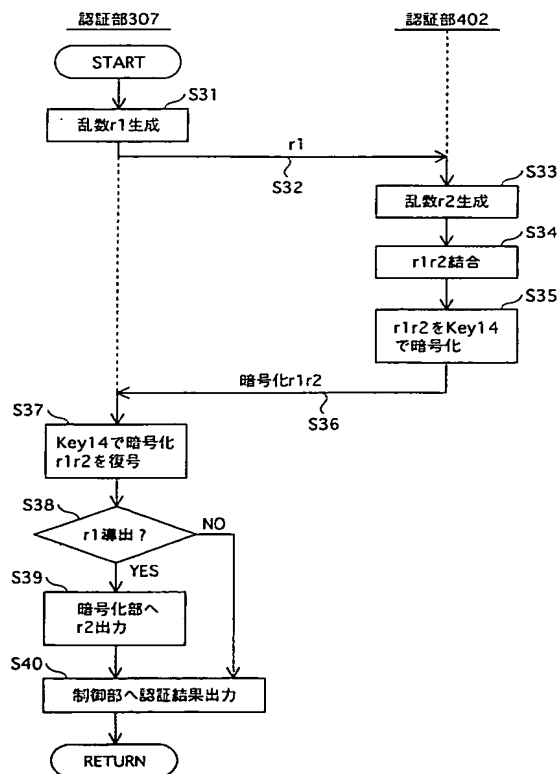 認証部307
認証部402
START
S31
乱数r1生成
r1
S32
S33
乱数r2生成
S34
r1r2結合
S35
r1r2をKey14
で暗号化
暗号化r1r2
S36
S37
Key14で暗号化
r1r2を復号
S38
r1導出？
NO
YES
S39
暗号化部へ
r2出力
S40
制御部へ認証結果出力
RETURN